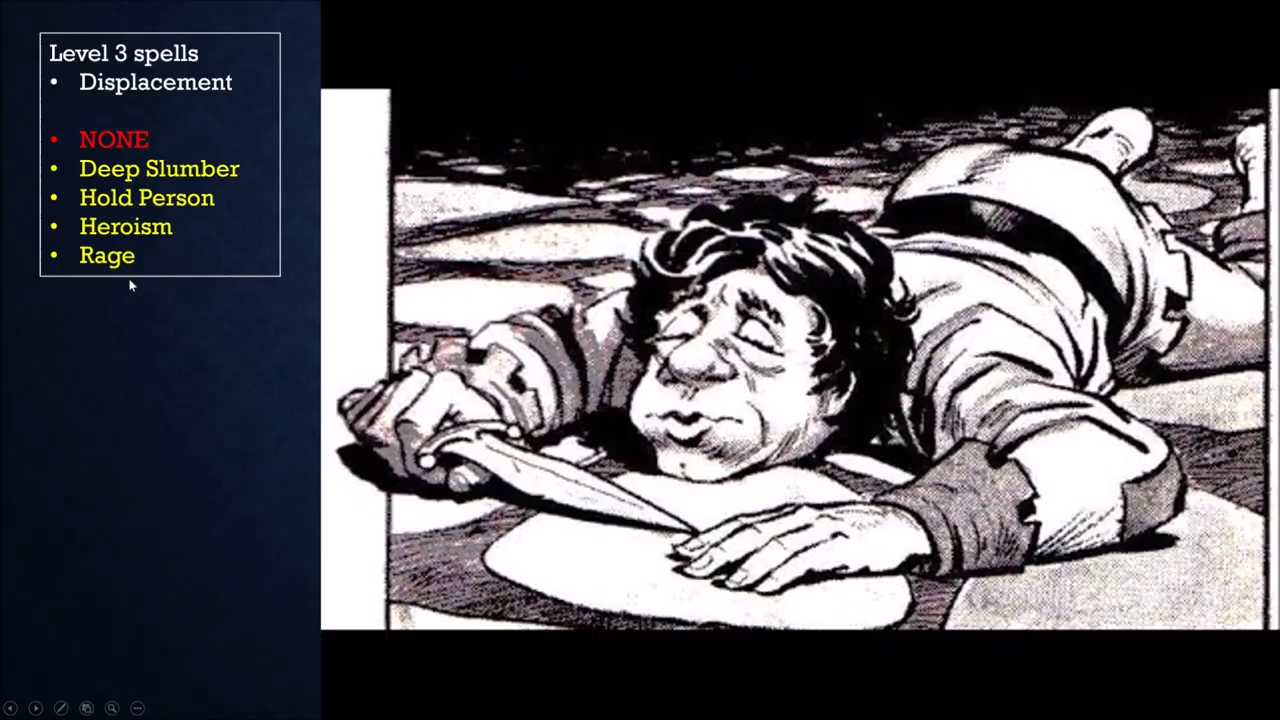 Level 3 spells
• Displacement
• NONE
• Deep Slumber
• Hold Person
• Heroism
• Rage